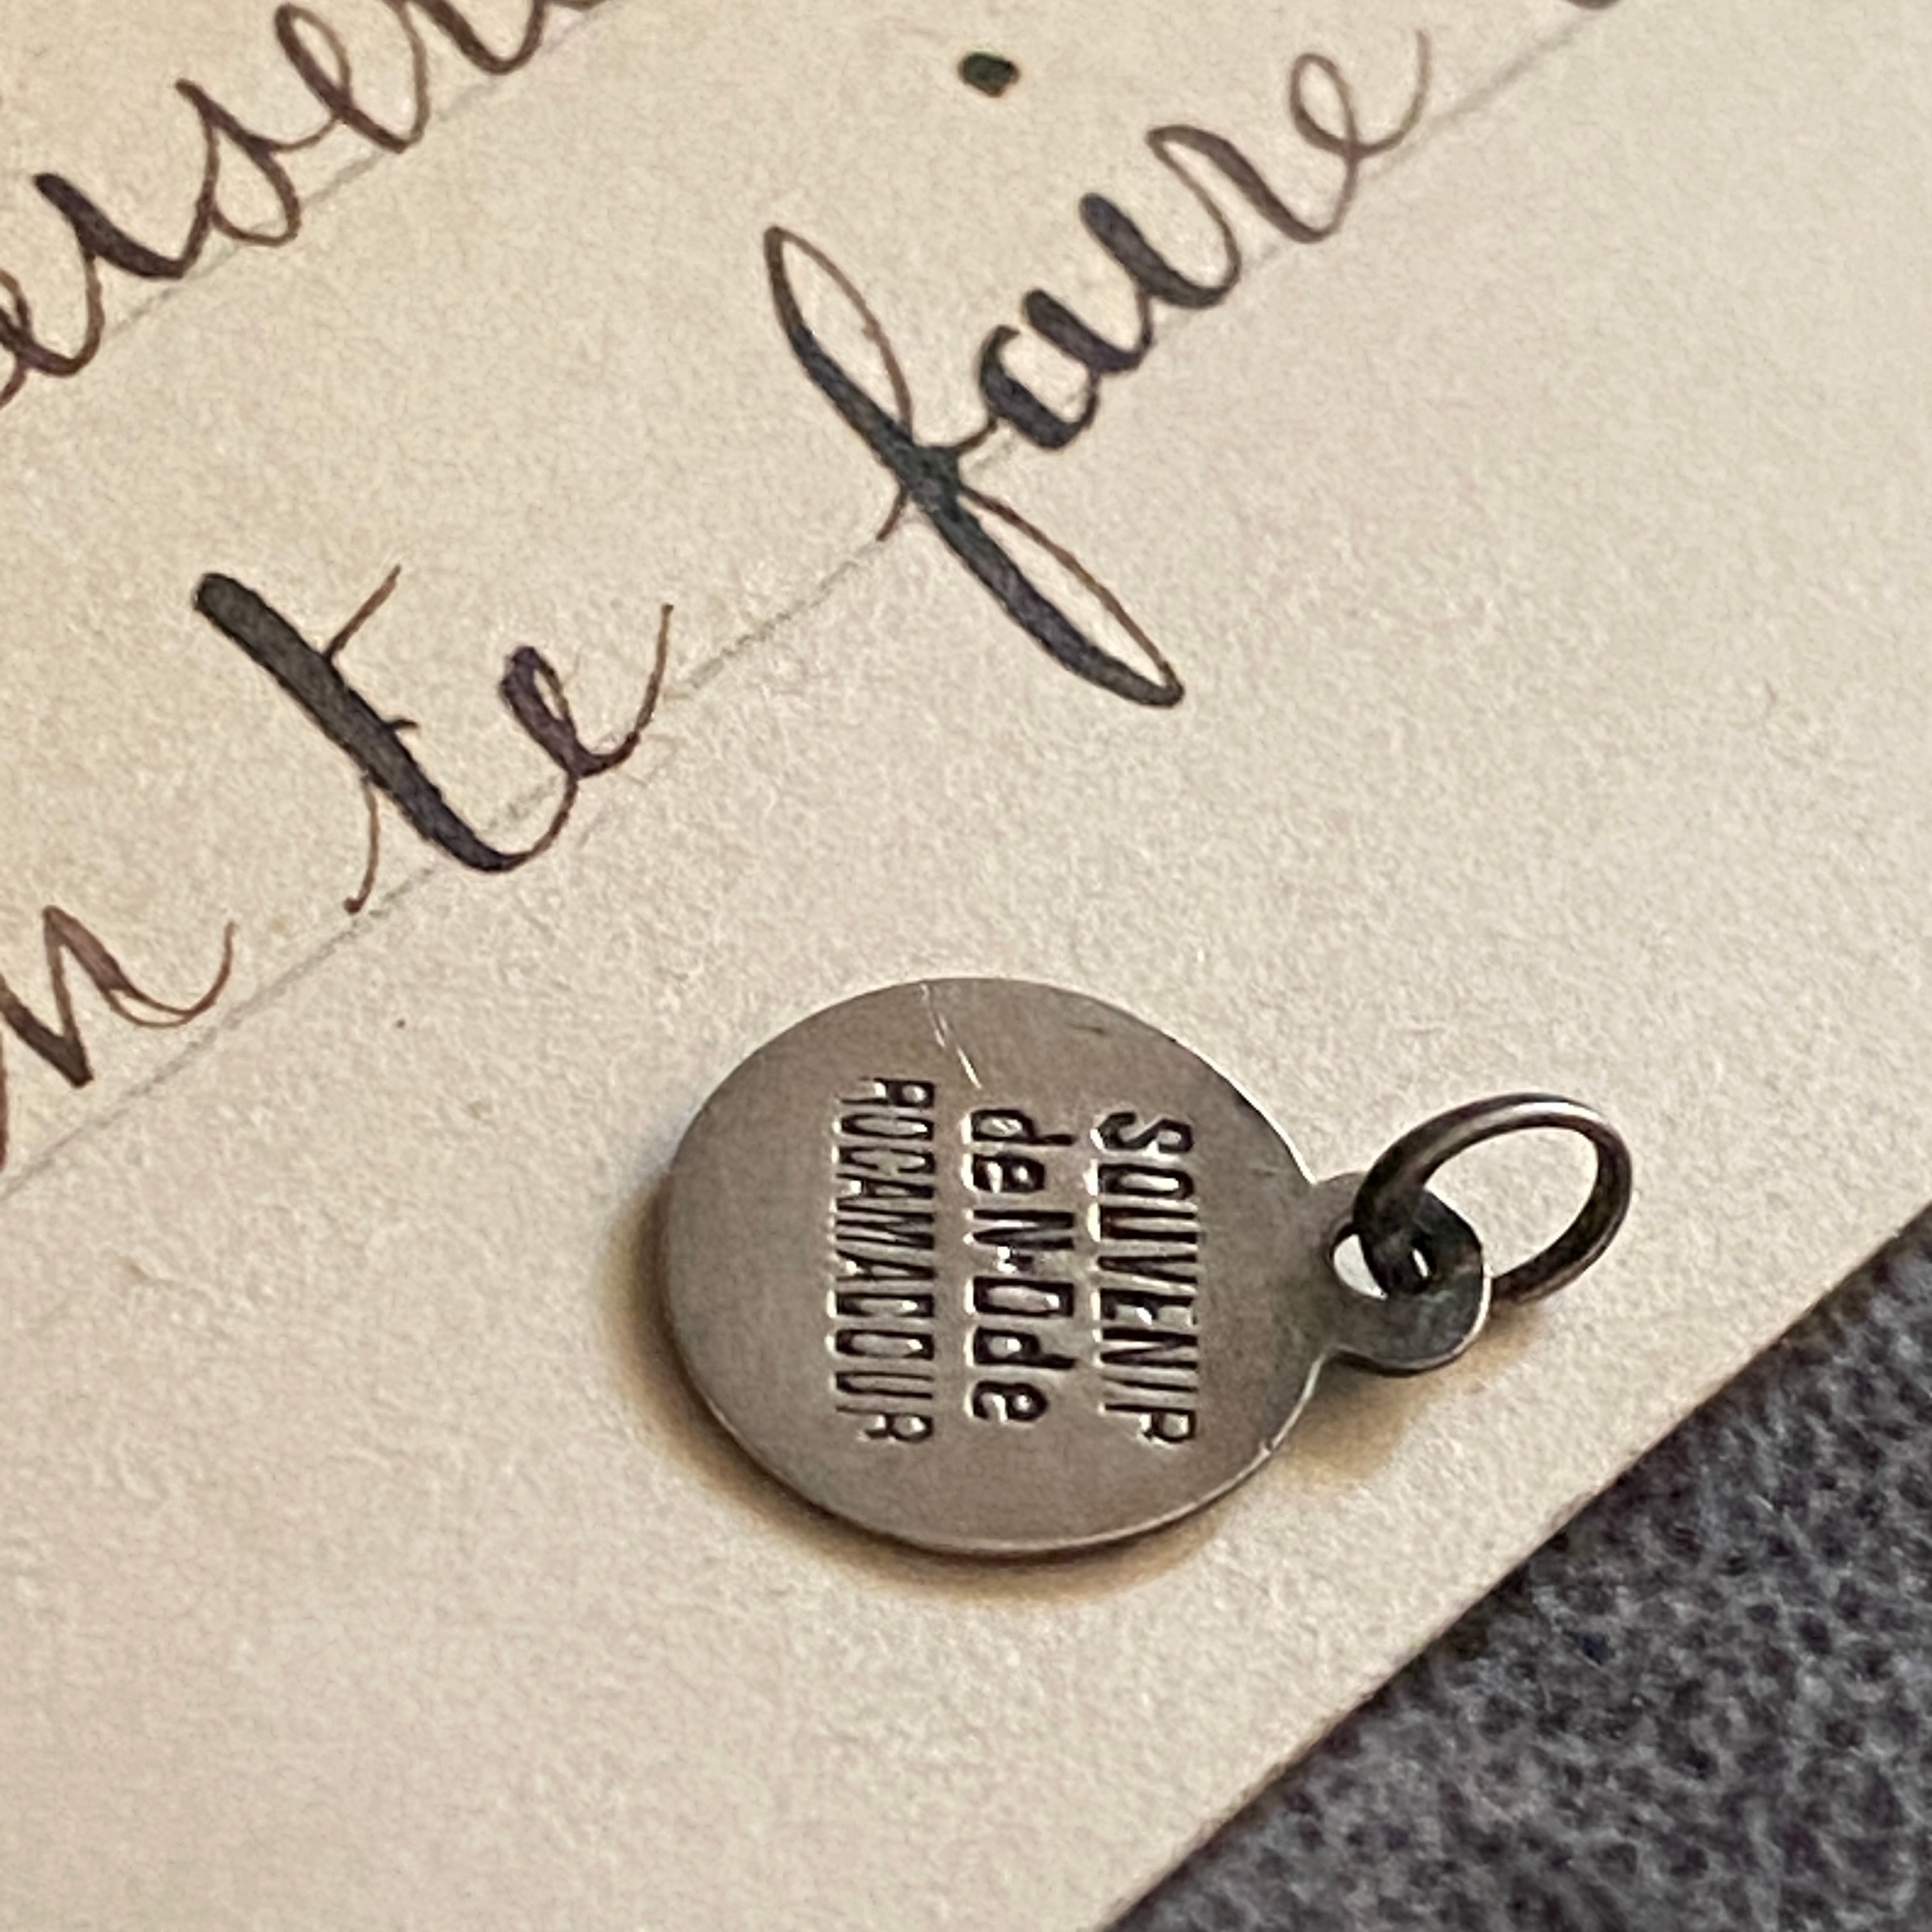 te faire
SOUVENIR
de N-D de
ROCAMADOUR